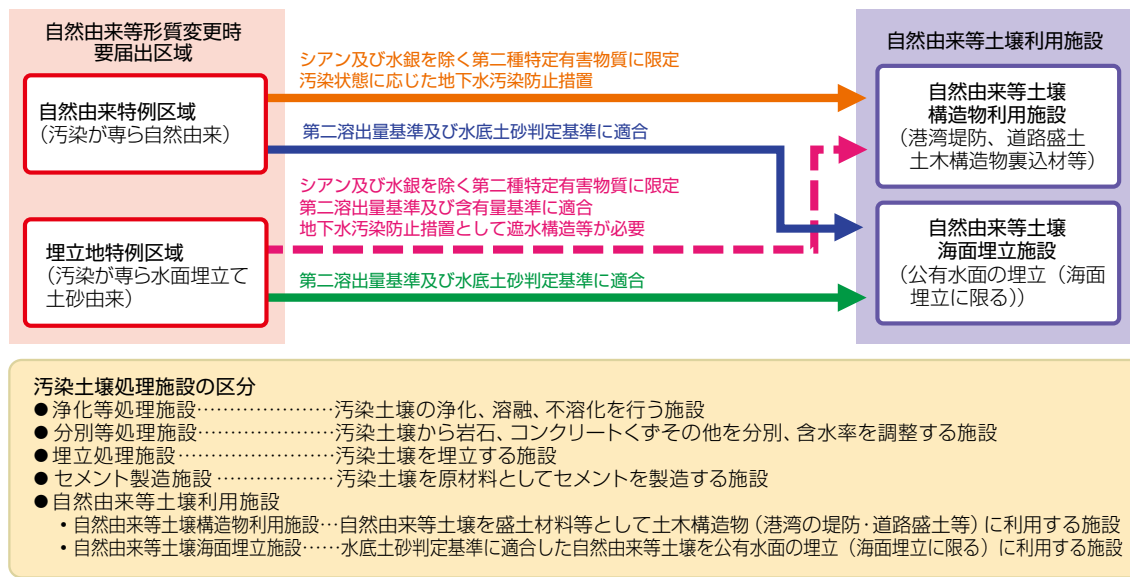 自然由来等形質変更時
要届出区域
自然由来特例区域
(汚染が専ら自然由来)
埋立地特例区域
(汚染が専ら水面埋立て
土砂由来)
シアン及び水銀を除く第二種特定有害物質に限定
汚染状態に応じた地下水汚染防止措置
第二溶出量基準及び水底土砂判定基準に適合
シアン及び水銀を除く第二種特定有害物質に限定
第二溶出量基準及び含有量基準に適合
地下水汚染防止措置として遮水構造等が必要
第二溶出量基準及び水底土砂判定基準に適合
自然由来等土壌利用施設
自然由来等土壌
構造物利用施設
(港湾堤防、道路盛土
土木構造物裏込材等)
自然由来等土壌
海面埋立施設
(公有水面の埋立(海面
埋立に限る))
汚染土壌処理施設の区分
●浄化等処理施設…………………汚染土壌の浄化、溶融、不溶化を行う施設
●分別等処理施設…………………汚染土壌から岩石、コンクリートくずその他を分別、含水率を調整する施設
●埋立処理施設……………………汚染土壌を埋立する施設
●セメント製造施設………………汚染土壌を原材料としてセメントを製造する施設
●自然由来等土壌利用施設
・自然由来等土壌構造物利用施設…自然由来等土壌を盛土材料等として土木構造物(港湾の堤防・道路盛土等)に利用する施設
・自然由来等土壌海面埋立施設……水底土砂判定基準に適合した自然由来等土壌を公有水面の埋立(海面埋立に限る)に利用する施設